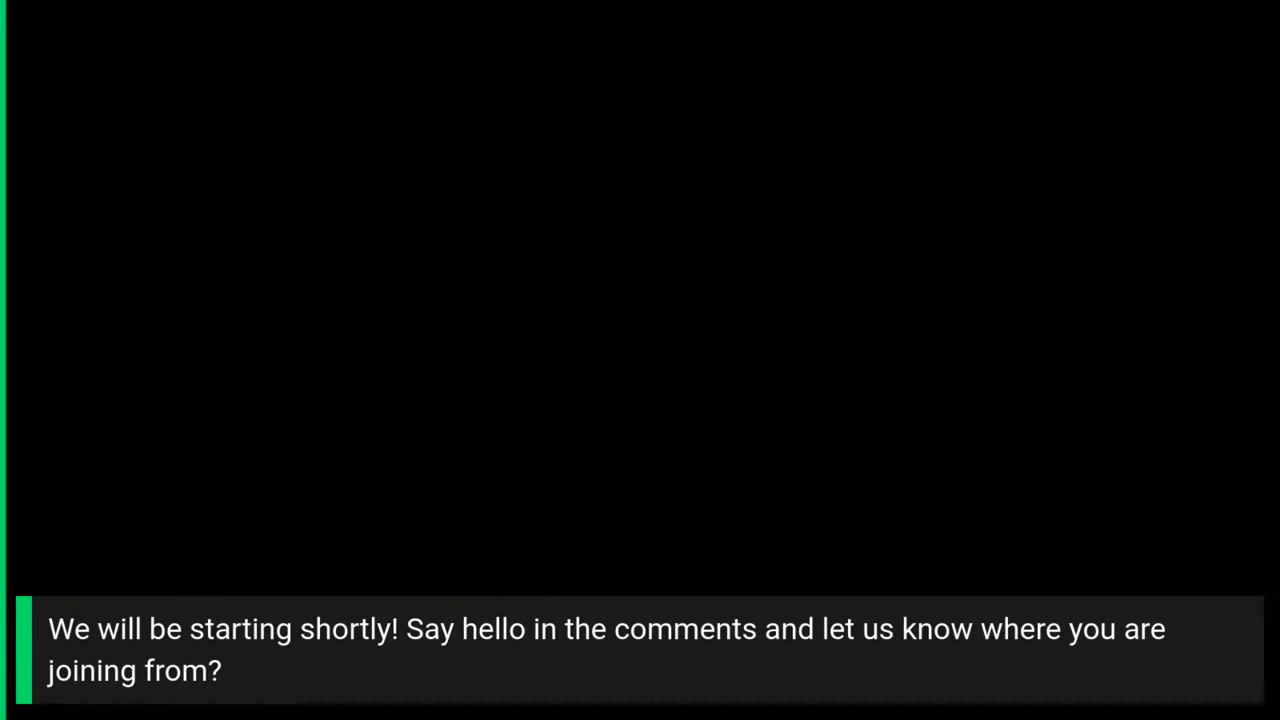 We will be starting shortly! Say hello in the comments and let us know where you are
joining from?